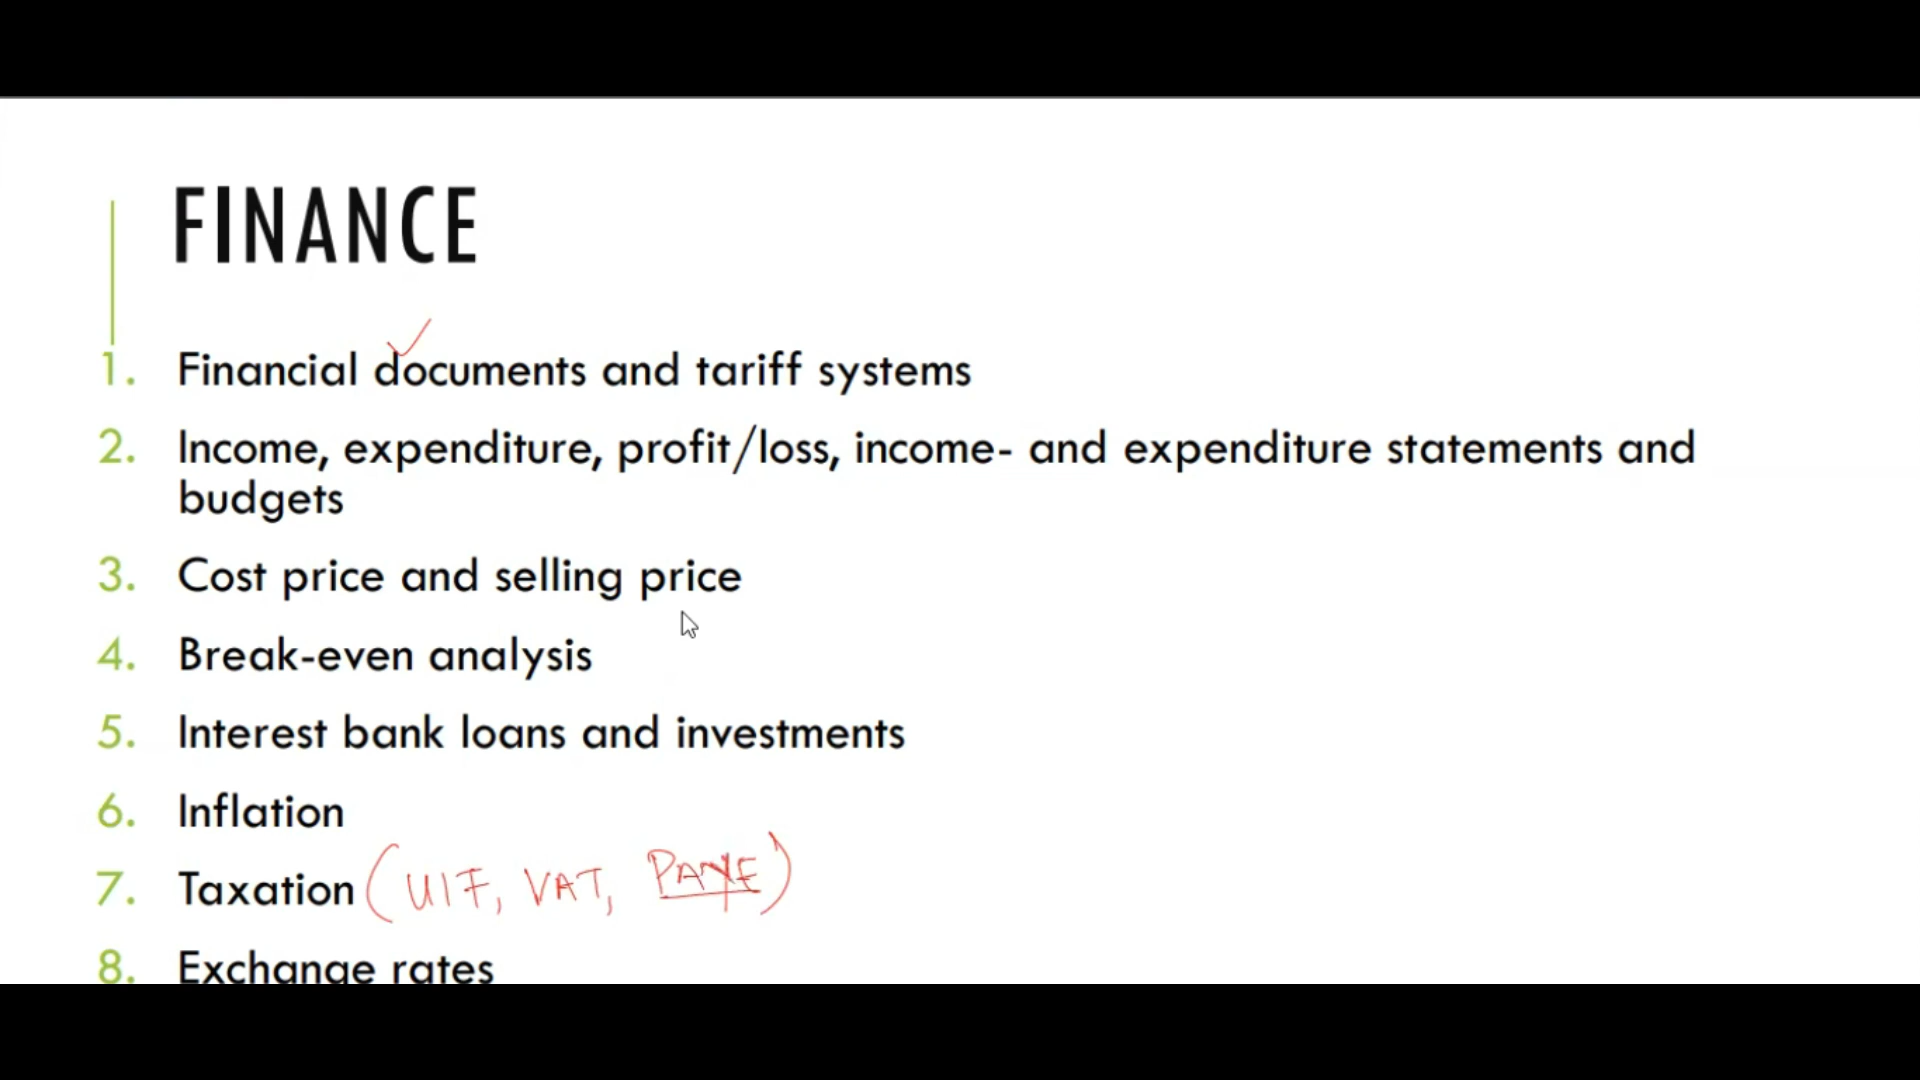 FINANCE
1. Financial documents and tariff systems
2. Income, expenditure, profit/loss, income- and expenditure statements and
budgets
3. Cost price and selling price
4. Break-even analysis
5. Interest bank loans and investments
6. Inflation
7. Taxation (UIF, VAT, PAYE)
8. Exchange rates